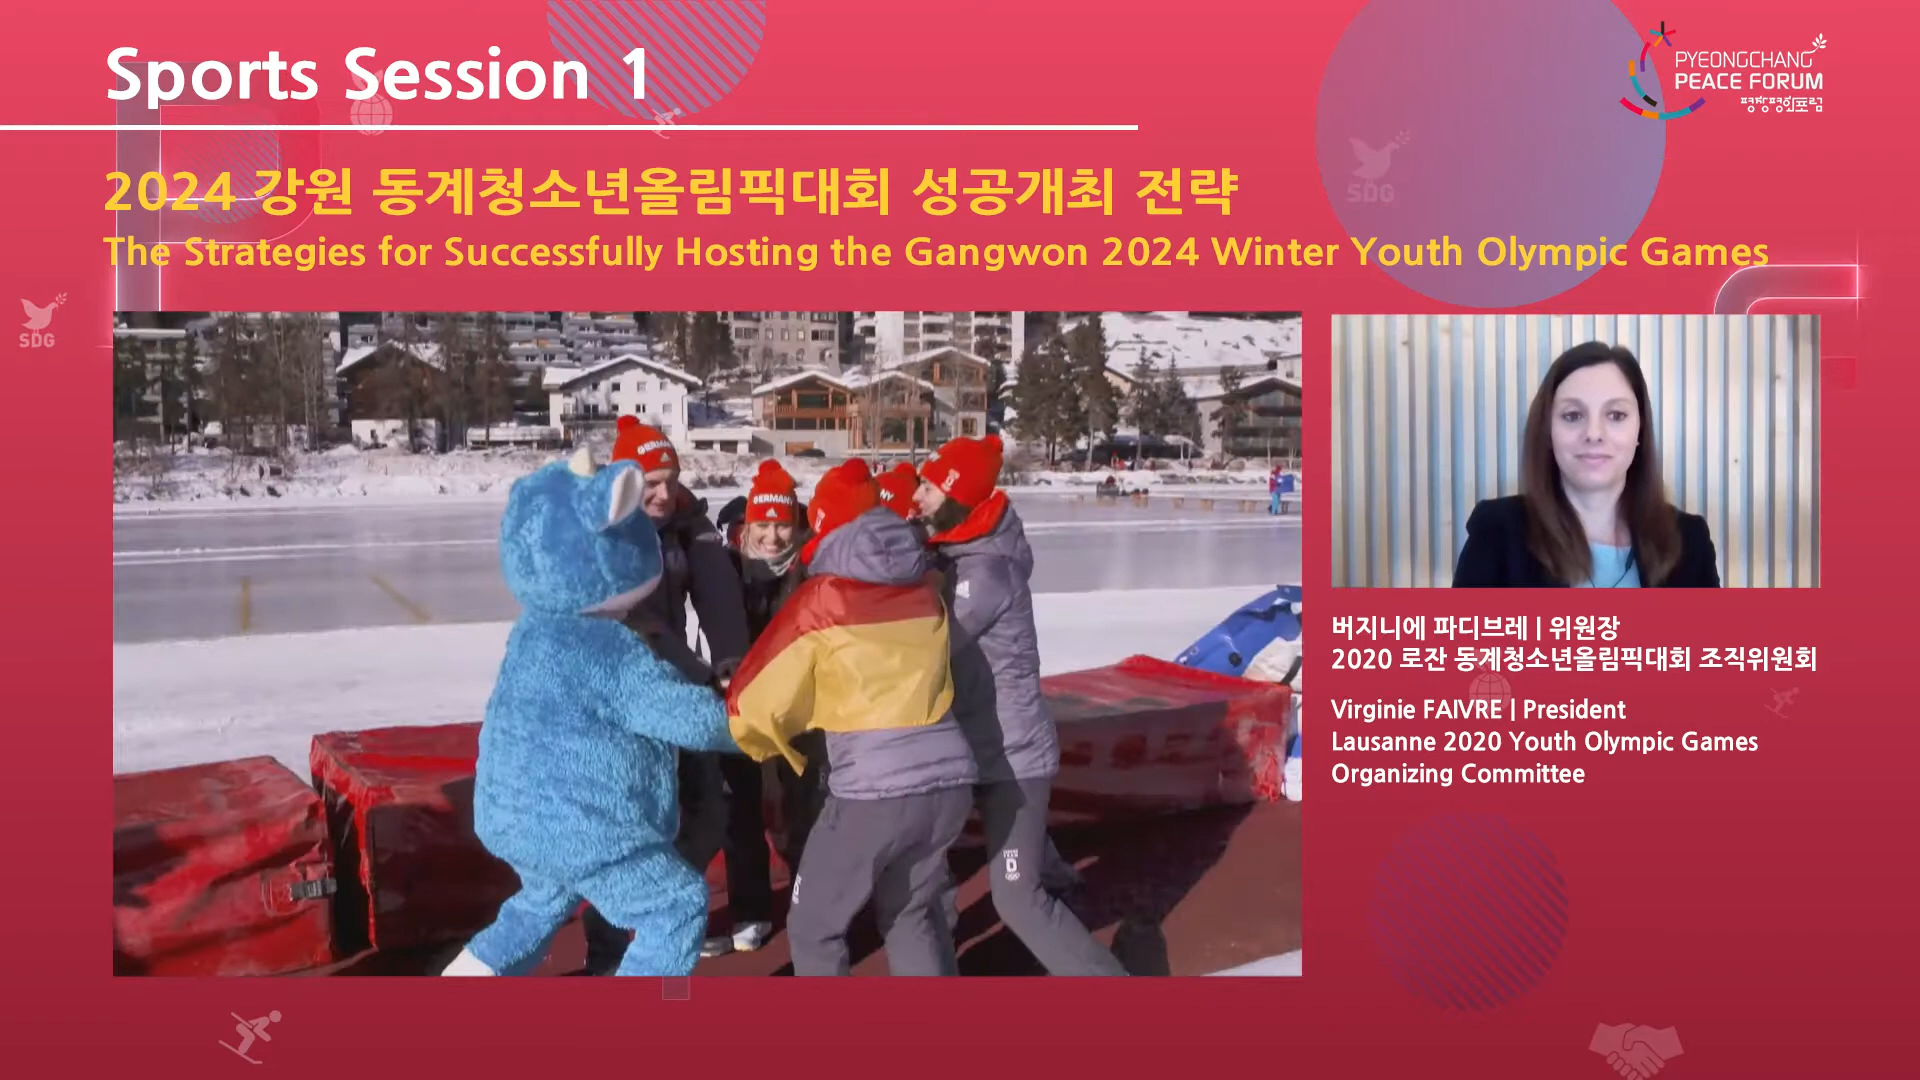 Sports Session 1
PYEONGCHANG
PEACE FORUM
평창평화포럼
2024 강원 동계청소년올림픽대회 성공개최 전략
The Strategies for Successfully Hosting the Gangwon 2024 Winter Youth Olympic Games
SDG
SDG
GERMANY
GERMANY
버지니에 파디브레 | 위원장
2020 로잔 동계청소년올림픽대회 조직위원회
Virginie FAIVRE | President
Lausanne 2020 Youth Olympic Games
Organizing Committee